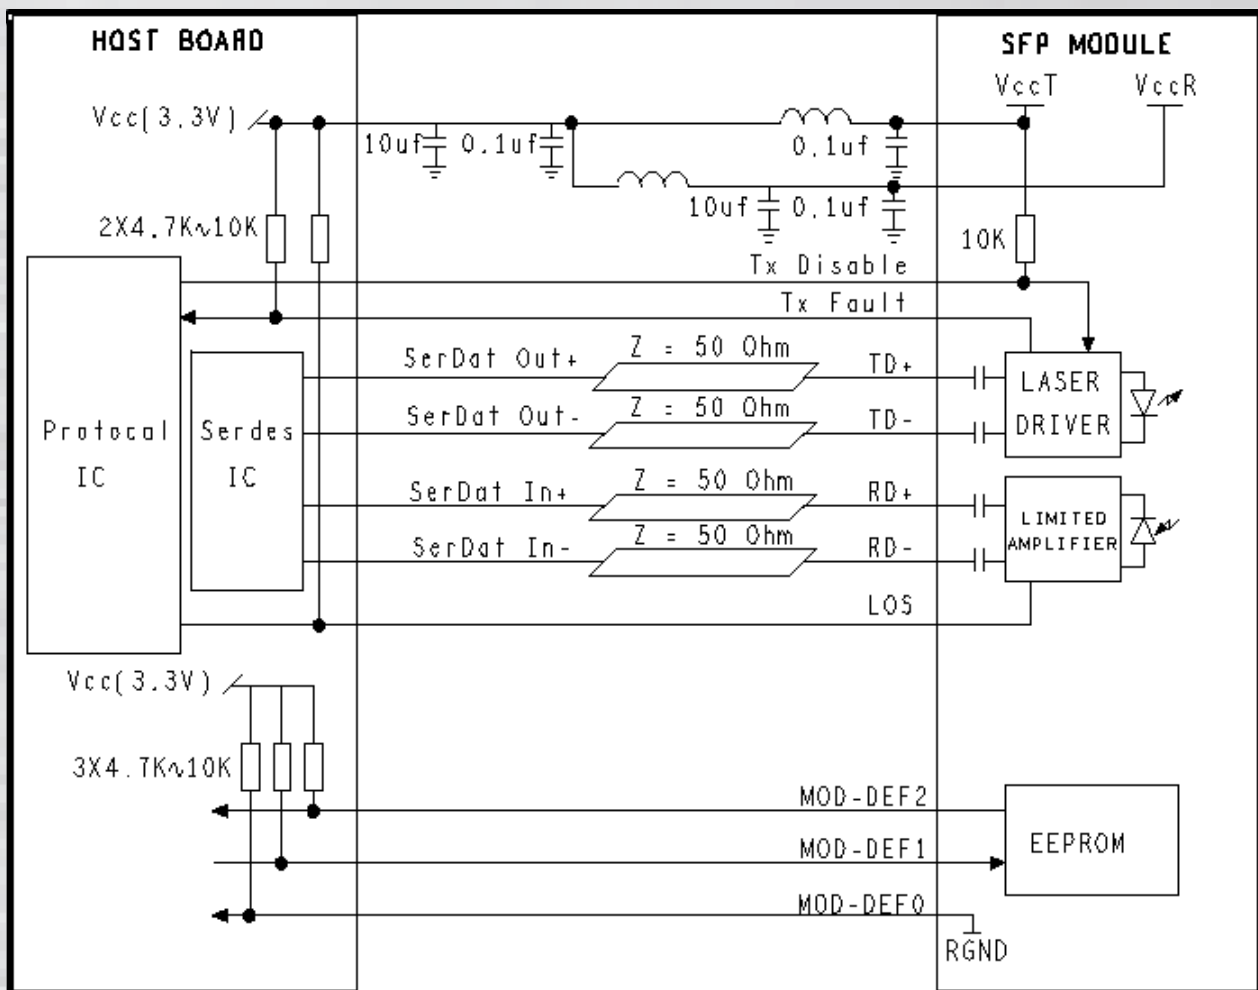 HOST BOARD
SFP MODULE
VccT
VccR
Vcc(3.3V)
10uf
0.1uf
0.1uf
10uf
0.1uf
2X4.7K∿10K
10K
Tx Disable
Tx Fault
SerDat Out+
Z = 50 Ohm
TD+
LASER
DRIVER
SerDat Out-
Z = 50 Ohm
TD-
Protocal
IC
Serdes
IC
SerDat In+
Z = 50 Ohm
RD+
LIMITED
AMPLIFIER
SerDat In-
Z = 50 Ohm
RD-
LOS
Vcc(3.3V)
3X4.7K∿10K
MOD-DEF2
MOD-DEF1
EEPROM
MOD-DEF0
RGND